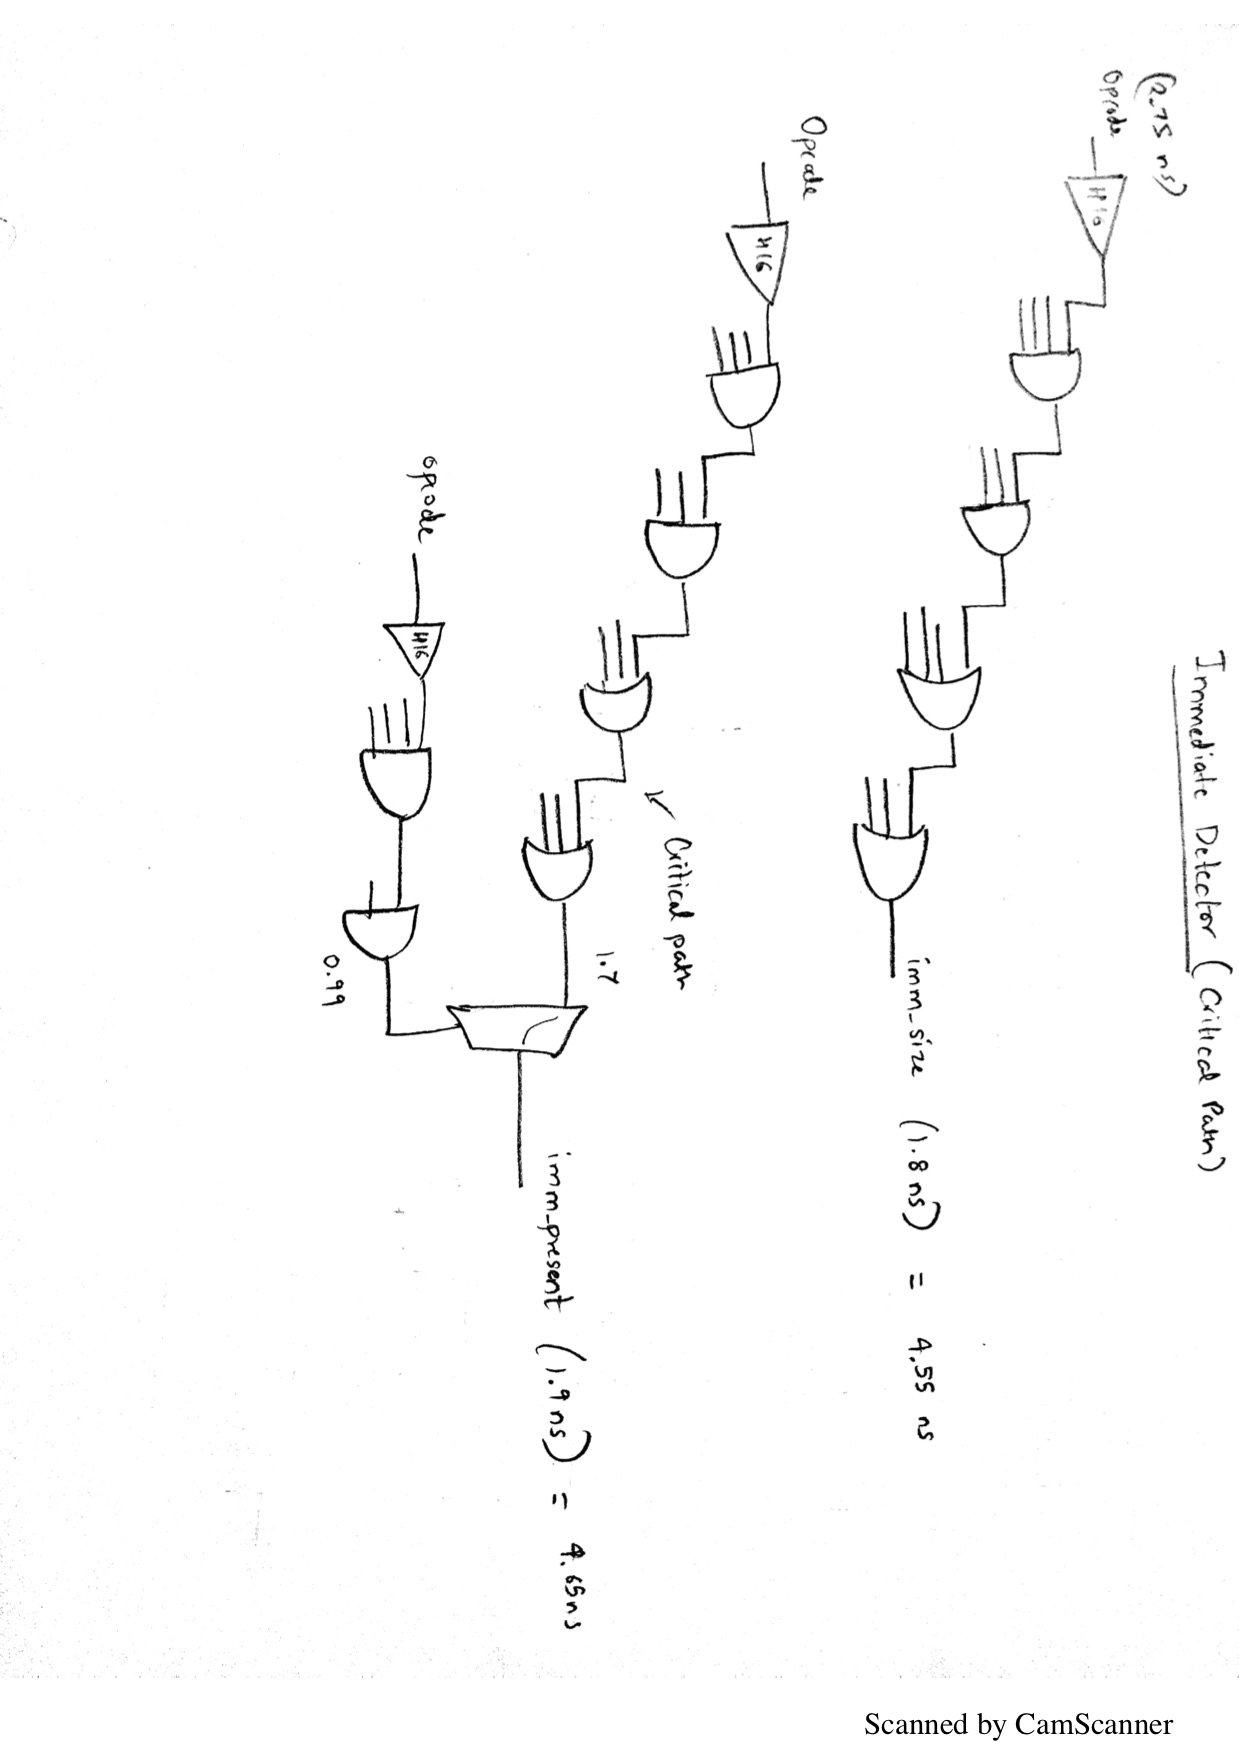 Immediate Detector (Critical Path)
(2.75 ns)
Opcode
H16
imm_size (1.8 ns) = 4.55 ns
Opcode
H16
Critical path
1.7
imm_present (1.9 ns) = 4.65ns
opcode
H16
0.99
Scanned by CamScanner